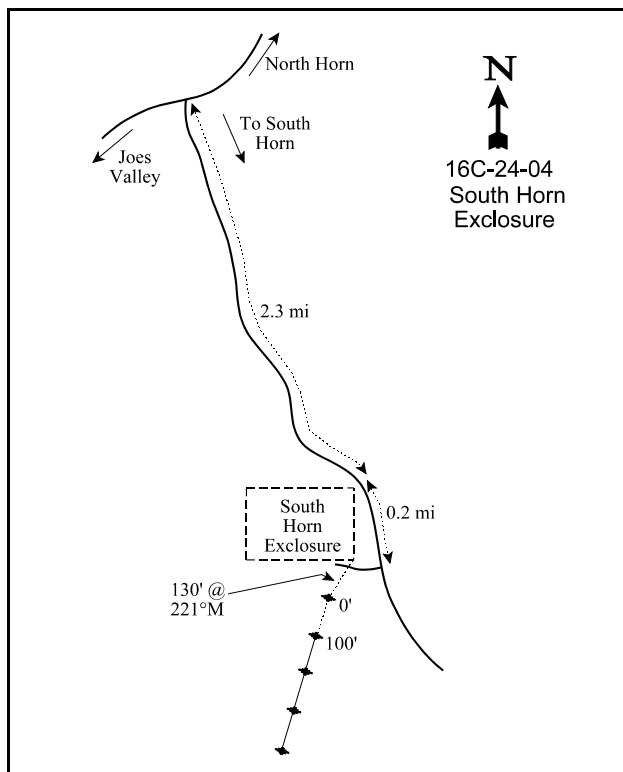 North Horn
N
To South
Horn
Joes
Valley
16C-24-04
South Horn
Exclosure
2.3 mi
South
Horn
Exclosure
0.2 mi
130' @
221°M
0'
100'